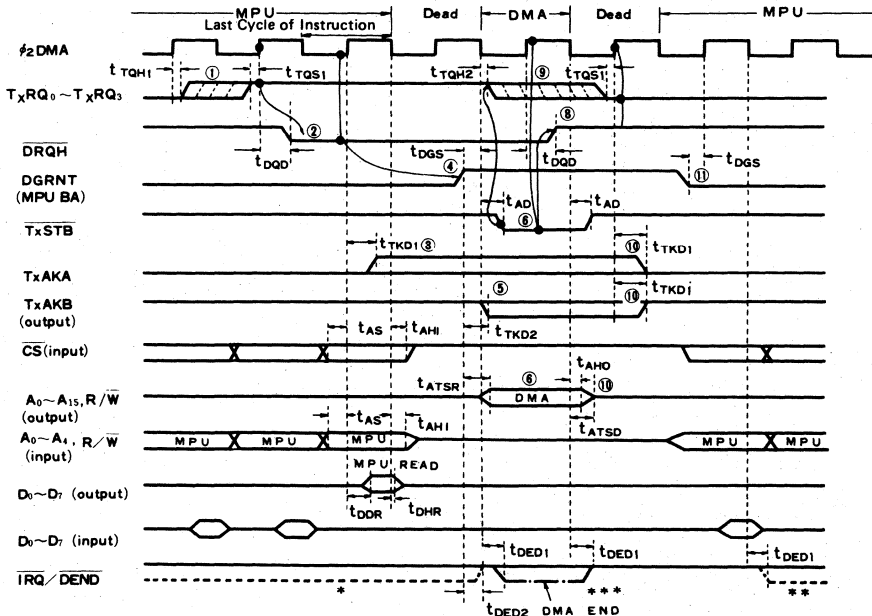 MPU Dead DMA Dead MPU
Last Cycle of Instruction
φ2DMA
tTQH1 ① tTQS1 tTQH2 ⑨ tTQS1
TxRQ0~TxRQ3
② ⑧
DRQH
tDQD tDGS tDQD tDGS
DGRNT ④ ⑪
(MPU BA)
tAD tAD
TxSTB ⑥
tTKD1 ③ ⑩ tTKD1
TxAKA
TxAKB ⑤ ⑩ tTKD1
(output)
tAS tAHI tTKD2
CS(input)
tAHO
tATSR ⑥ ⑩
A0~A15, R/W DMA
(output)
tAS tAHI tATSD
A0~A4, R/W MPU MPU MPU MPU MPU
(input)
MPU READ
D0~D7 (output)
tDDR tDHR
D0~D7 (input)
tDED1 tDED1 tDED1
IRQ/DEND
* *** **
tDED2 DMA END